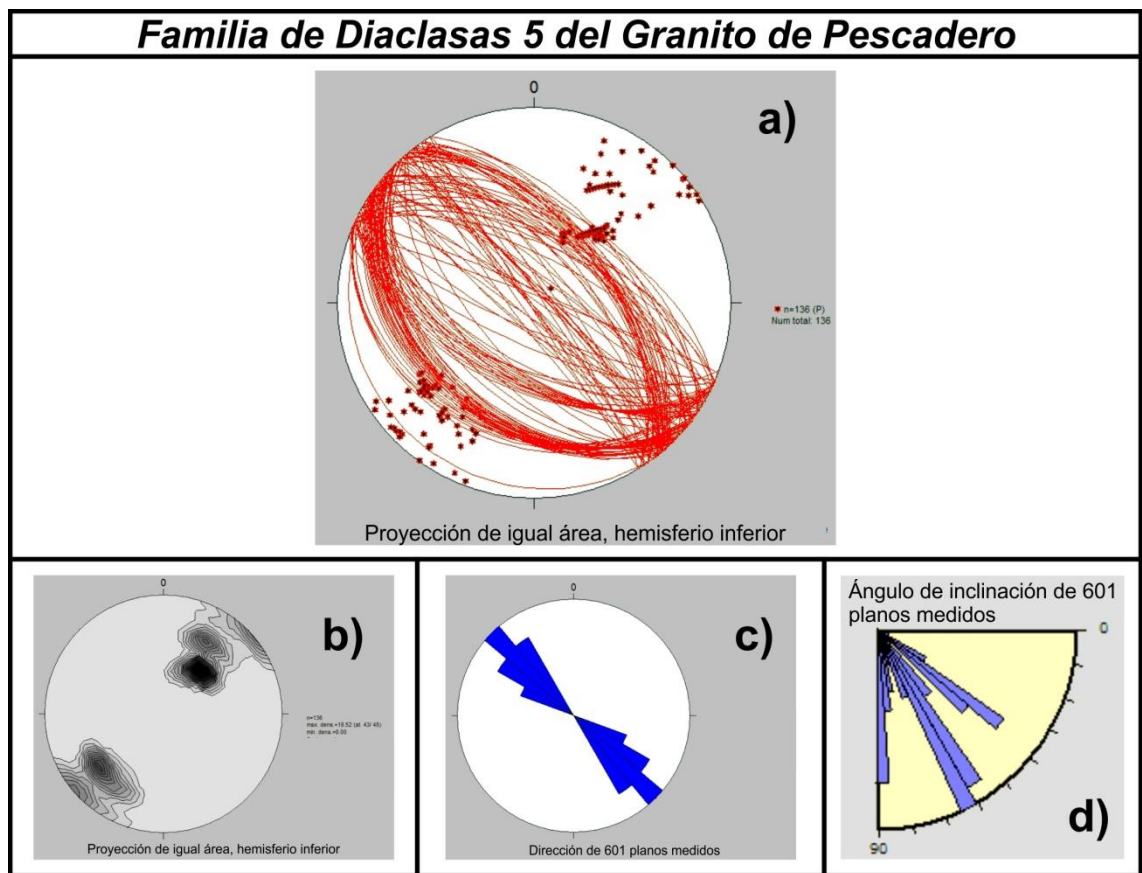 Familia de Diaclasas 5 del Granito de Pescadero
a)
0
n=136 (P)
Num total: 136
Proyección de igual área, hemisferio inferior
b)
0
n=136
Proyección de igual área, hemisferio inferior
c)
Dirección de 601 planos medidos
Ángulo de inclinación de 601
planos medidos
0
90
d)